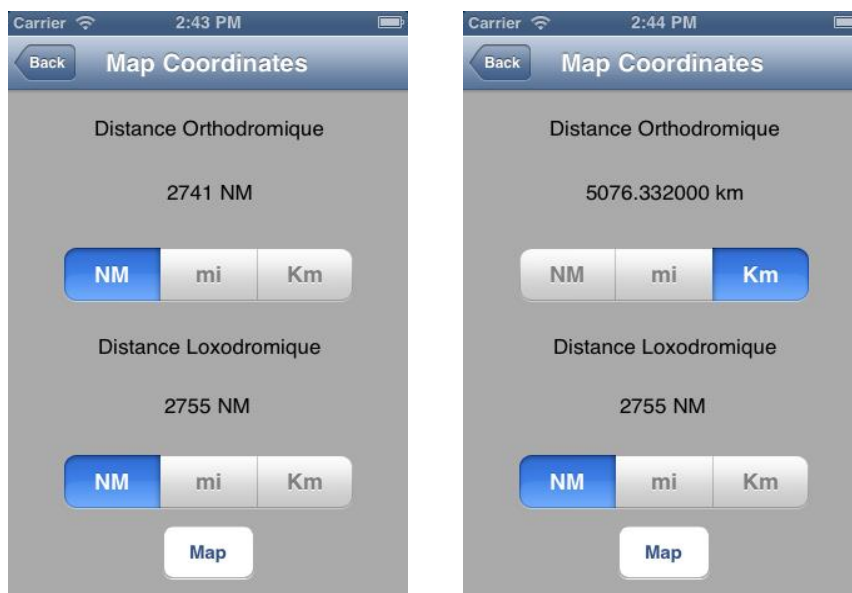 Carrier 2:43 PM
Back Map Coordinates
Distance Orthodromique
2741 NM
NM mi Km
Distance Loxodromique
2755 NM
NM mi Km
Map
Carrier 2:44 PM
Back Map Coordinates
Distance Orthodromique
5076.332000 km
NM mi Km
Distance Loxodromique
2755 NM
NM mi Km
Map